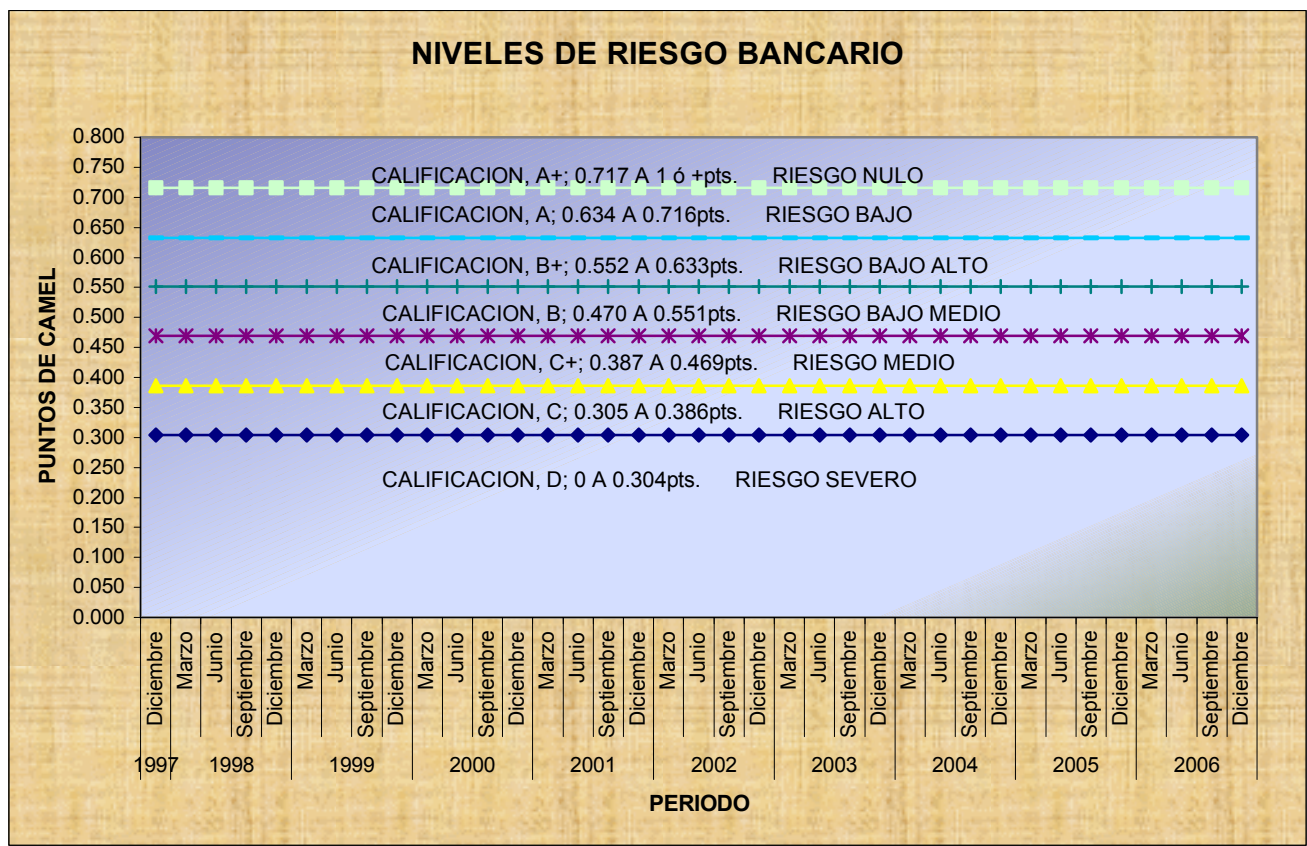 NIVELES DE RIESGO BANCARIO
0.800
0.750
0.700
0.650
0.600
0.550
0.500
0.450
0.400
0.350
0.300
0.250
0.200
0.150
0.100
0.050
0.000
PUNTOS DE CAMEL
CALIFICACION, A+; 0.717 A 1 ó +pts. RIESGO NULO
CALIFICACION, A; 0.634 A 0.716pts. RIESGO BAJO
CALIFICACION, B+; 0.552 A 0.633pts. RIESGO BAJO ALTO
CALIFICACION, B; 0.470 A 0.551pts. RIESGO BAJO MEDIO
CALIFICACION, C+; 0.387 A 0.469pts. RIESGO MEDIO
CALIFICACION, C; 0.305 A 0.386pts. RIESGO ALTO
CALIFICACION, D; 0 A 0.304pts. RIESGO SEVERO
Diciembre
Marzo
Junio
Septiembre
Diciembre
Marzo
Junio
Septiembre
Diciembre
Marzo
Junio
Septiembre
Diciembre
Marzo
Junio
Septiembre
Diciembre
Marzo
Junio
Septiembre
Diciembre
Marzo
Junio
Septiembre
Diciembre
Marzo
Junio
Septiembre
Diciembre
Marzo
Junio
Septiembre
Diciembre
Marzo
Junio
Septiembre
Diciembre
1997 1998 1999 2000 2001 2002 2003 2004 2005 2006
PERIODO